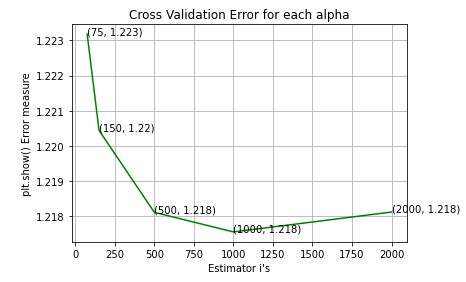 Cross Validation Error for each alpha
1.223
1.222
1.221
1.220
1.219
1.218
plt.show() Error measure
(75, 1.223)
(150, 1.22)
(500, 1.218)
(1000, 1.218)
(2000, 1.218)
0 250 500 750 1000 1250 1500 1750 2000
Estimator i's